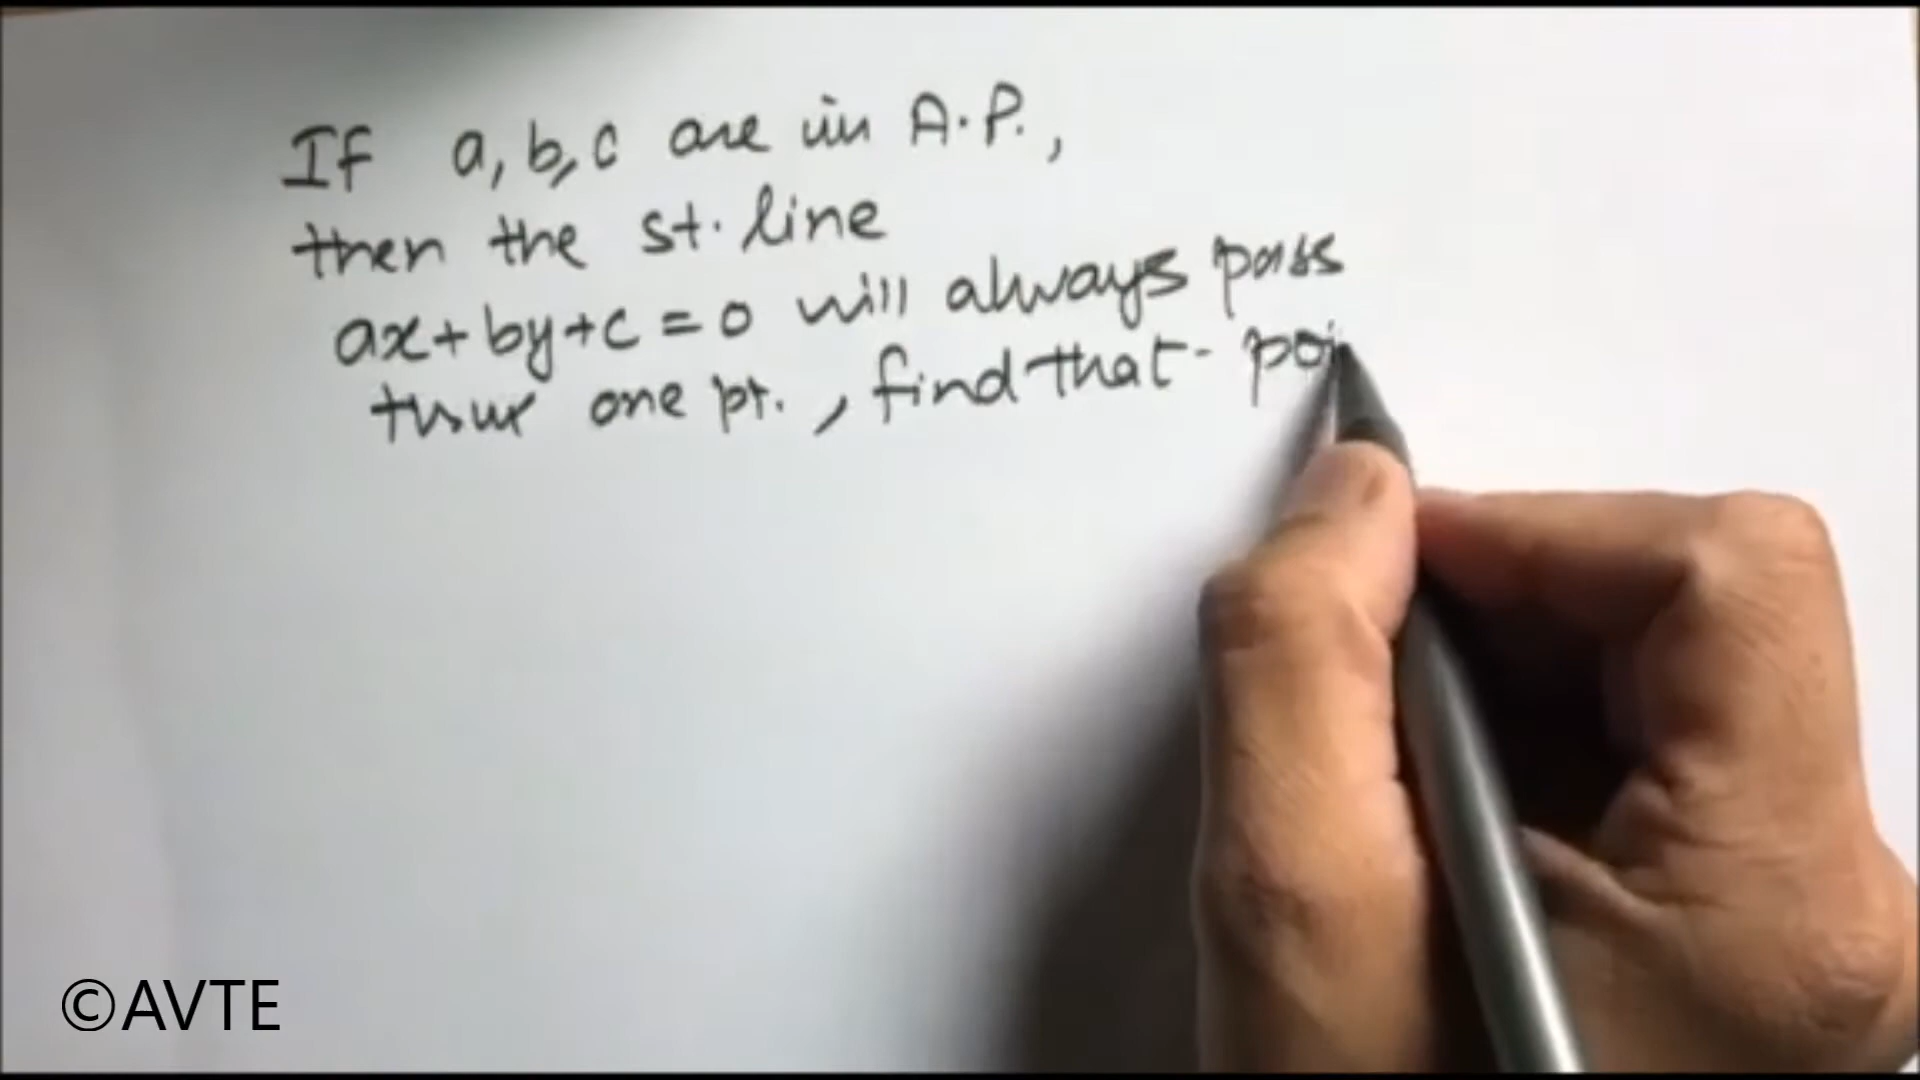 If a, b, c are in A.P.,
then the st. line
ax+by+c=0 will always pass
thru one pt., find that poi
©AVTE